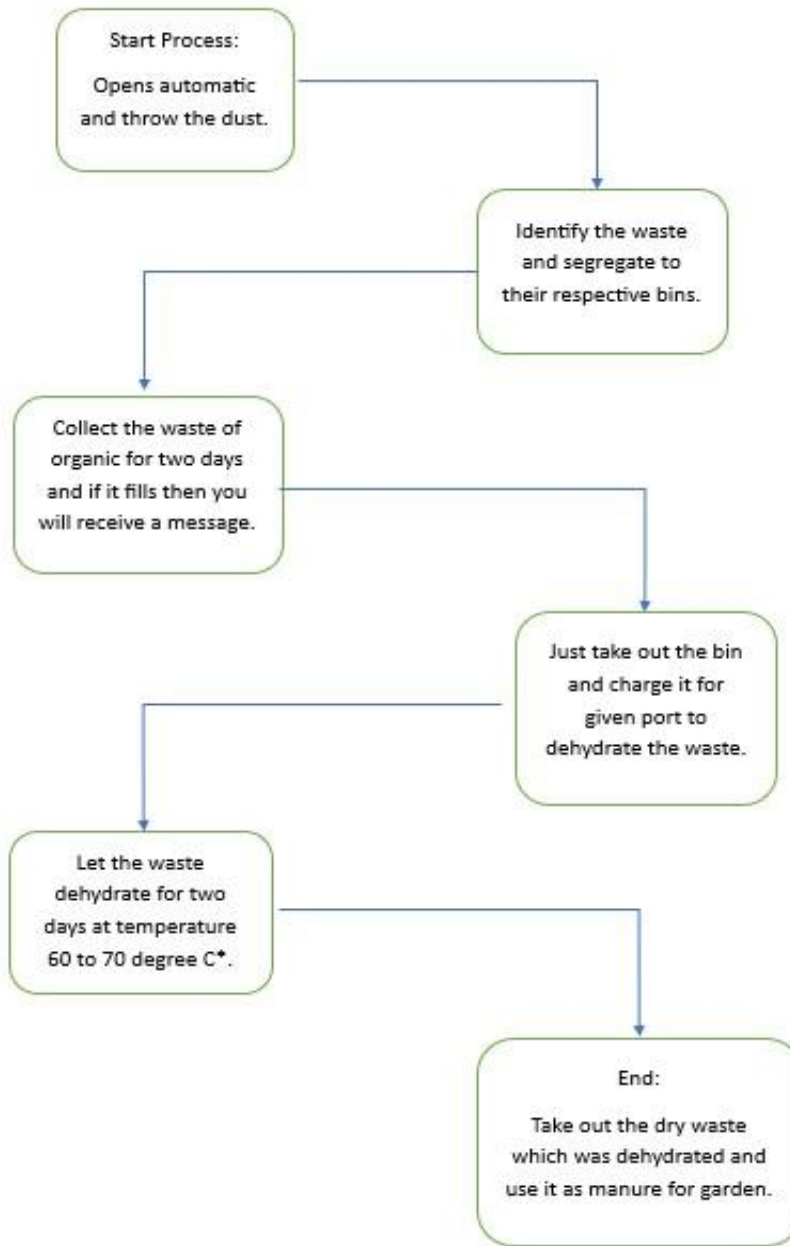 Start Process:
Opens automatic
and throw the dust.
Identify the waste
and segregate to
their respective bins.
Collect the waste of
organic for two days
and if it fills then you
will receive a message.
Just take out the bin
and charge it for
given port to
dehydrate the waste.
Let the waste
dehydrate for two
days at temperature
60 to 70 degree C*.
End:
Take out the dry waste
which was dehydrated and
use it as manure for garden.